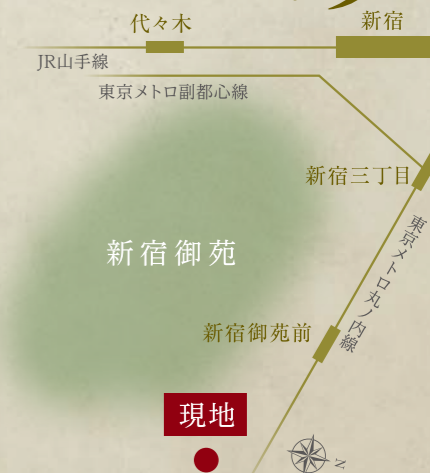 代々木
新宿
JR山手線
東京メトロ副都心線
新宿三丁目
東京メトロ丸ノ内線
新宿御苑
新宿御苑前
現地
N